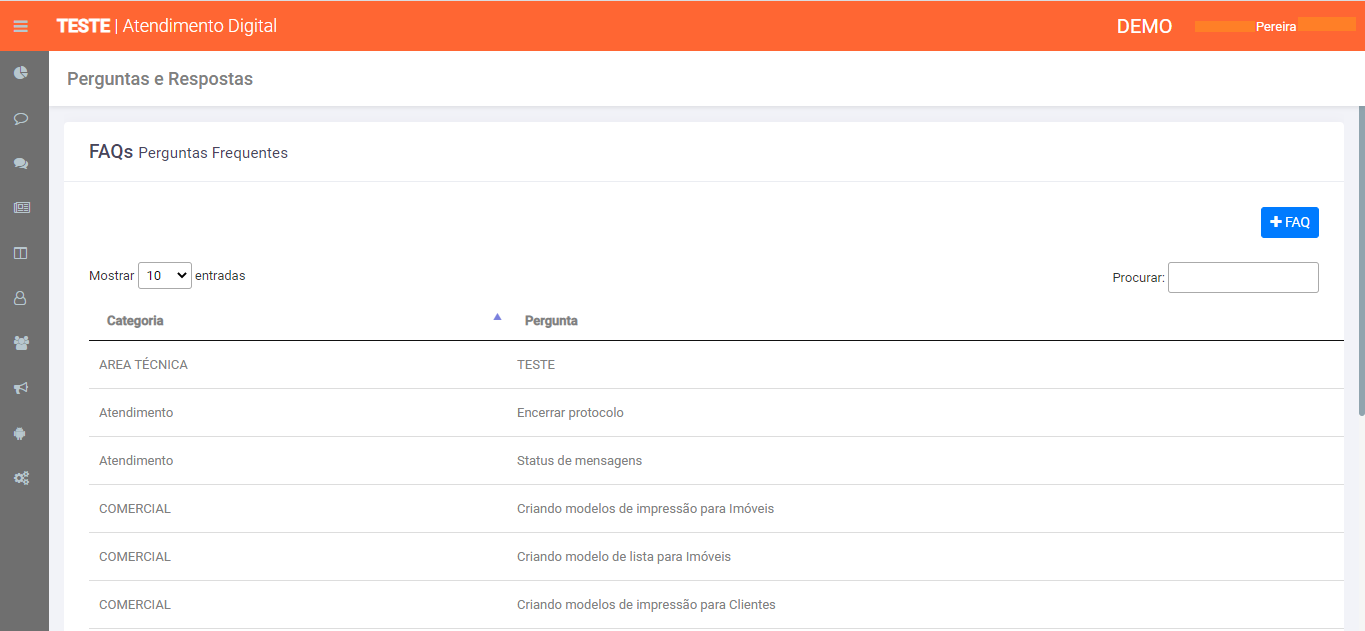 TESTE | Atendimento Digital DEMO Pereira
Perguntas e Respostas
FAQs Perguntas Frequentes
FAQ
Mostrar 10 entradas Procurar:
Categoria Pergunta
AREA TÉCNICA TESTE
Atendimento Encerrar protocolo
Atendimento Status de mensagens
COMERCIAL Criando modelos de impressão para Imóveis
COMERCIAL Criando modelo de lista para Imóveis
COMERCIAL Criando modelos de impressão para Clientes